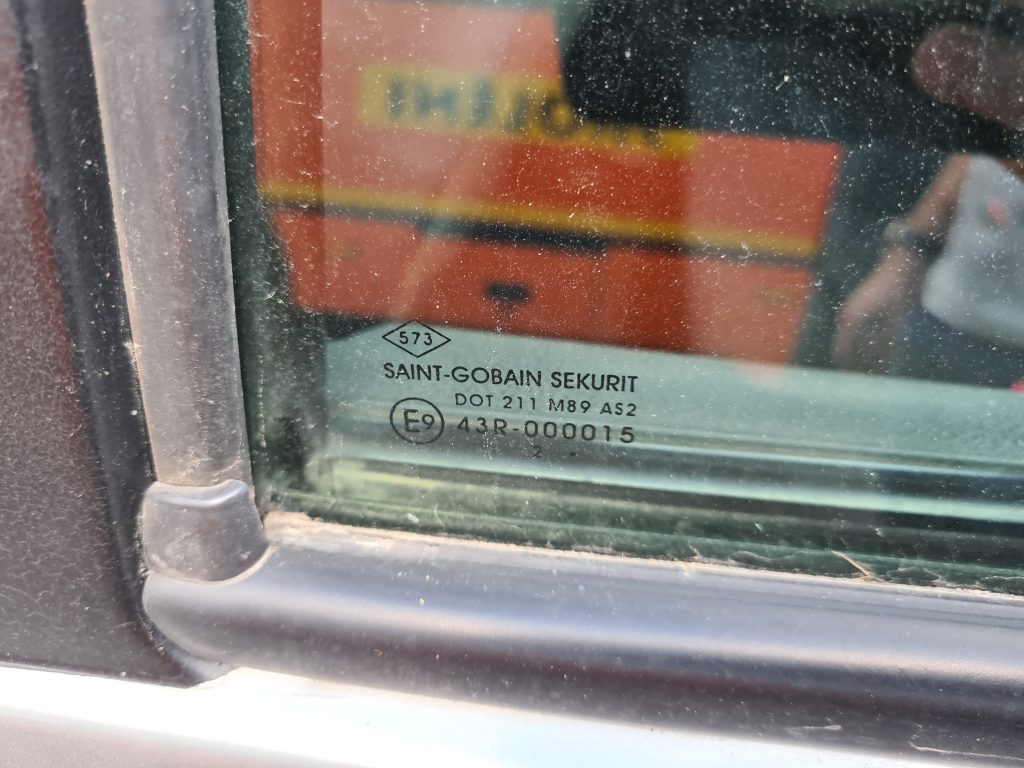 573
SAINT-GOBAIN SEKURIT
DOT 211 M89 AS2
E9 43R-000015
2 .